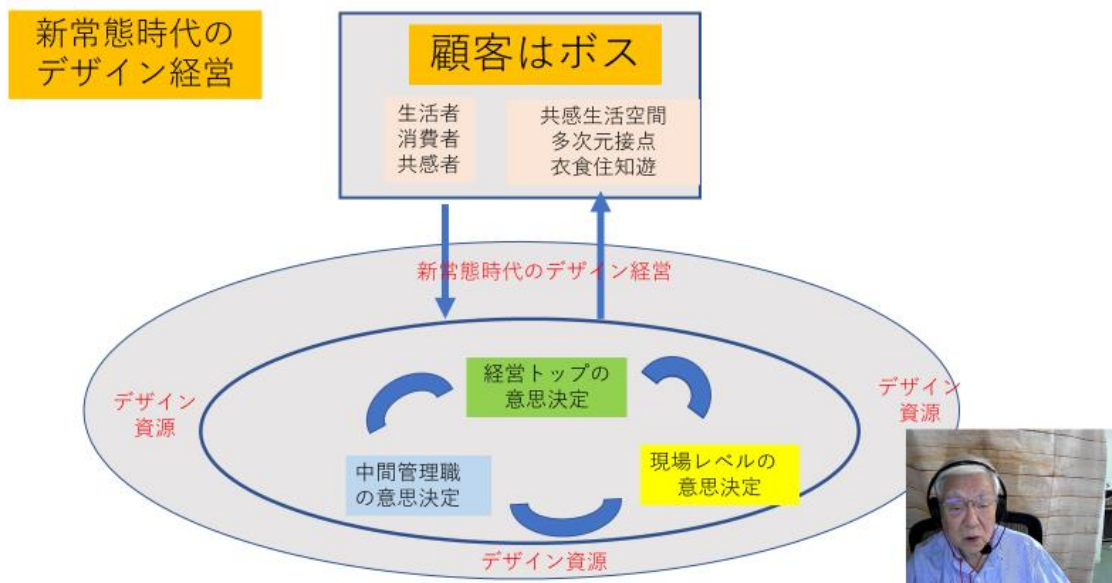 新常態時代の
デザイン経営
顧客はボス
生活者
消費者
共感者
共感生活空間
多次元接点
衣食住知遊
新常態時代のデザイン経営
経営トップの
意思決定
デザイン
資源
デザイン
資源
中間管理職
の意思決定
現場レベルの
意思決定
デザイン資源